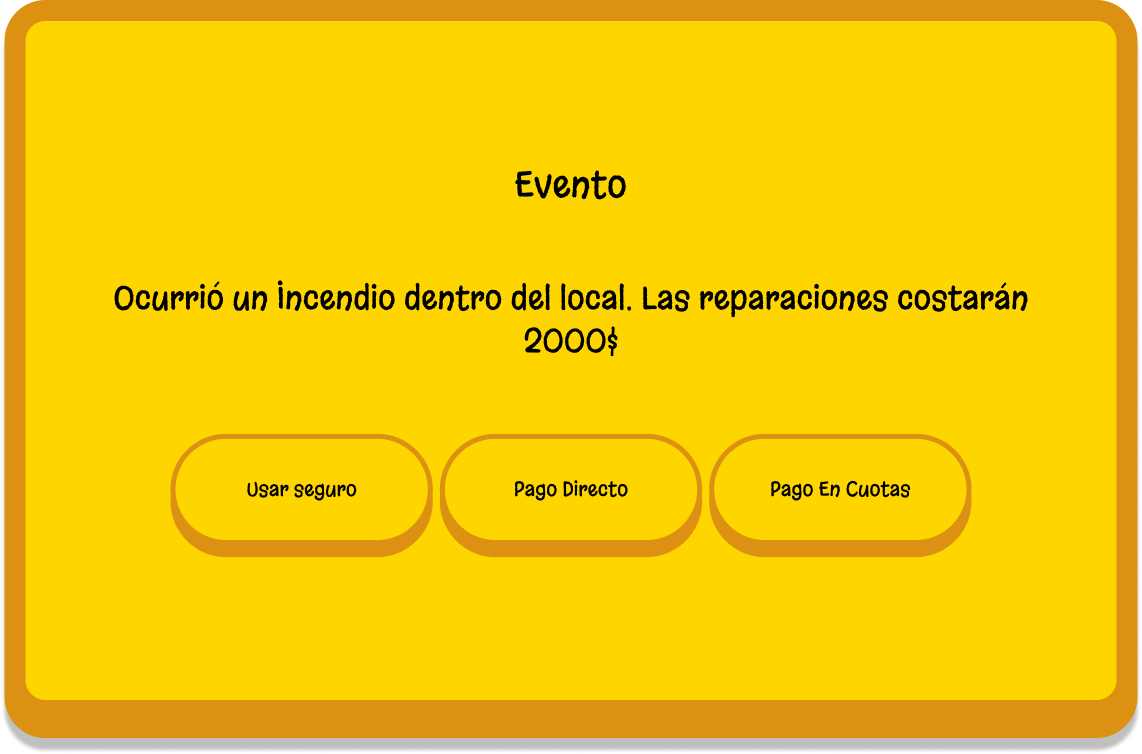 Evento
Ocurrió un incendio dentro del local. Las reparaciones costarán
2000$
Usar seguro
Pago Directo
Pago En Cuotas